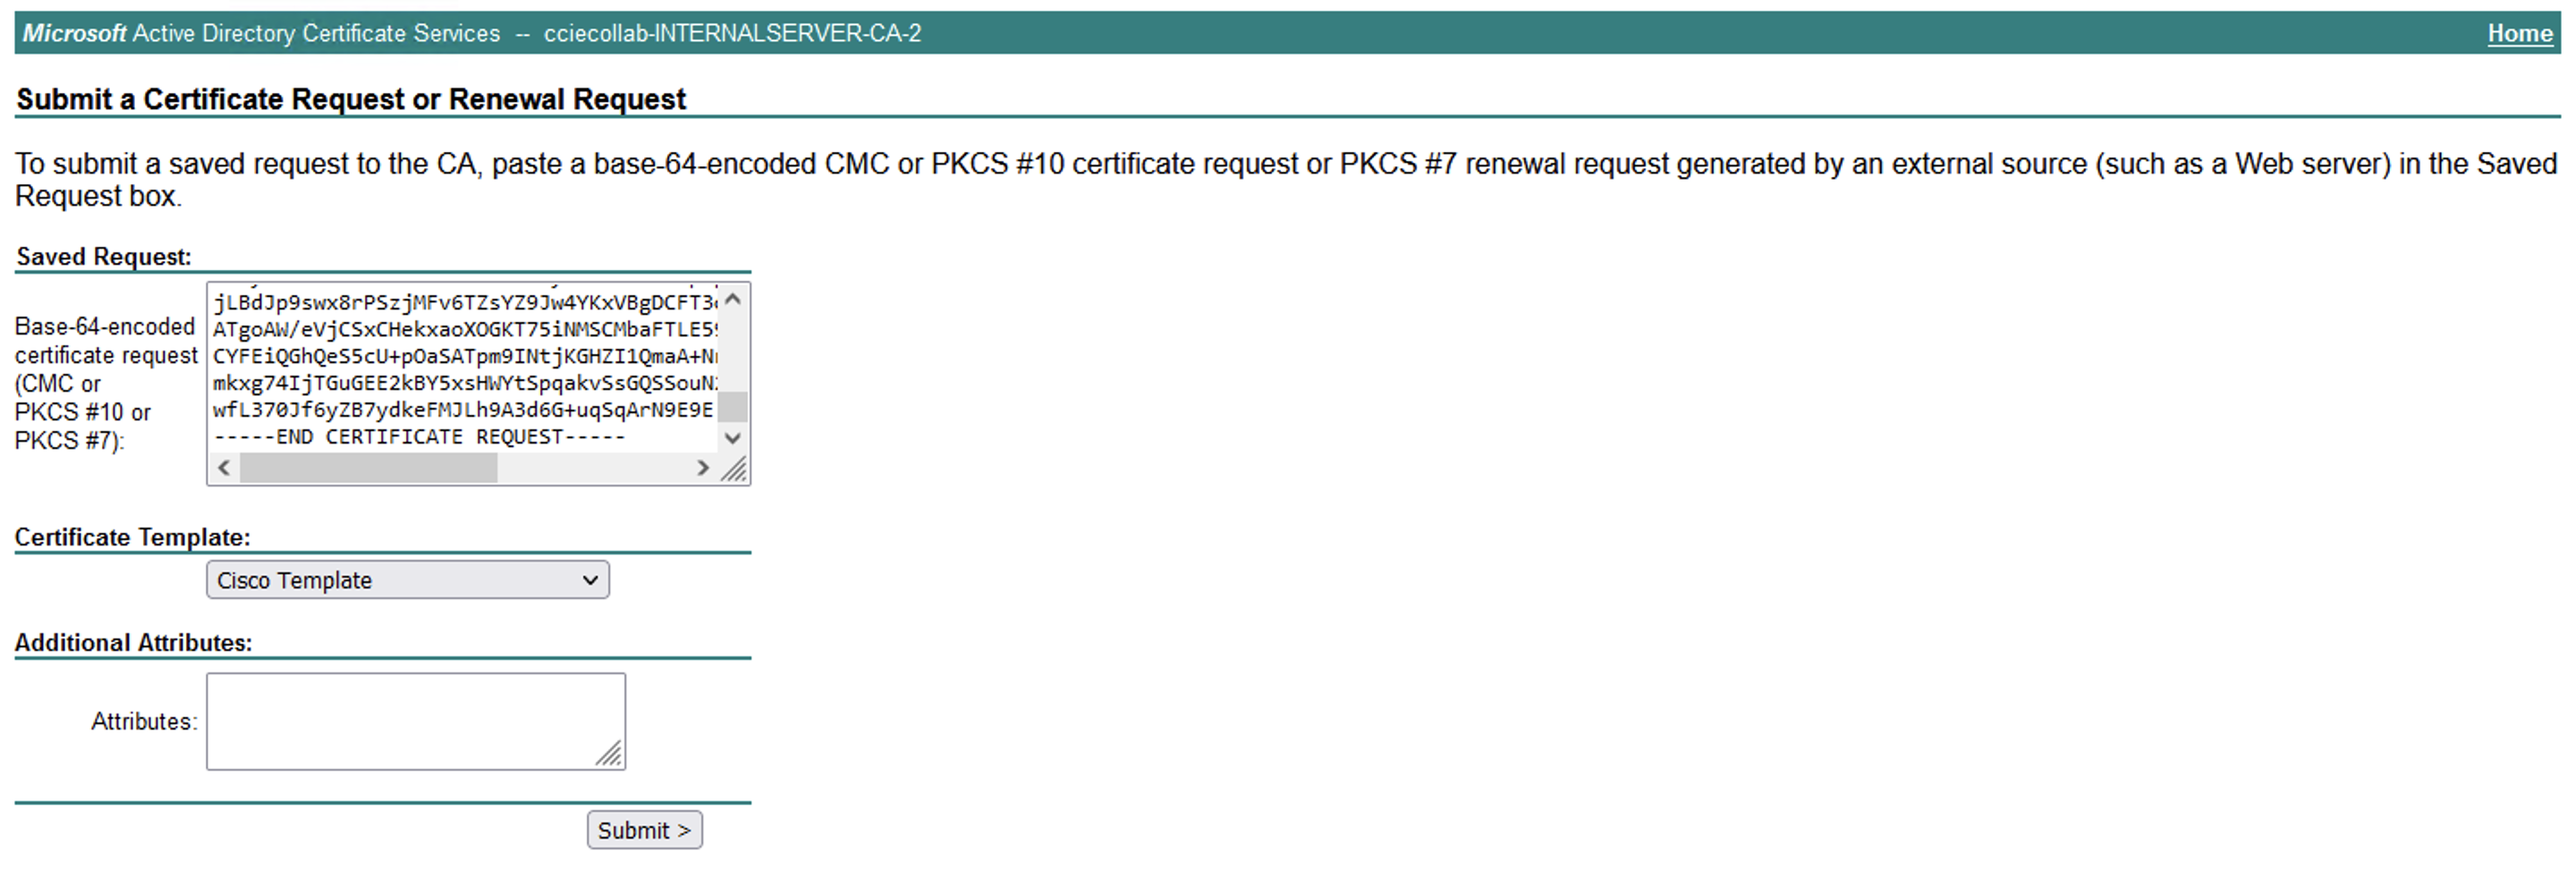 Microsoft Active Directory Certificate Services -- cciecollab-INTERNALSERVER-CA-2 Home
Submit a Certificate Request or Renewal Request
To submit a saved request to the CA, paste a base-64-encoded CMC or PKCS #10 certificate request or PKCS #7 renewal request generated by an external source (such as a Web server) in the Saved
Request box.
Saved Request:
Base-64-encoded
certificate request
(CMC or
PKCS #10 or
PKCS #7):
jLBdJp9swx8rPSzjMFv6TZsYZ9Jw4YKxVBgDCFT3
ATgoAW/eVjCSxCHekxaoXOGKT75iNMSCMbaFTLE5
CYFEiQGhQeS5cU+pOaSATpm9INtjKGHZI1QmaA+N
mkxg74IjTGuGEE2kBY5xsHWYtSpqakvSsGQSSouN
wfL370Jf6yZB7ydkeFMJLh9A3d6G+uqSqArN9E9E
-----END CERTIFICATE REQUEST-----
Certificate Template:
Cisco Template
Additional Attributes:
Attributes:
Submit >